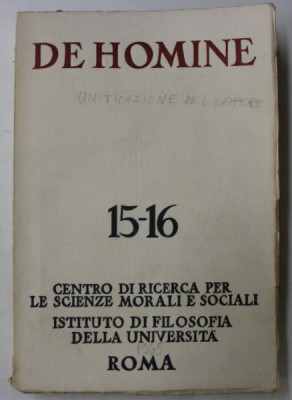 DE HOMINE
UNIFICAZIONE DEL SAPERE
15-16
CENTRO DI RICERCA PER
LE SCIENZE MORALI E SOCIALI
ISTITUTO DI FILOSOFIA
DELLA UNIVERSITÀ
ROMA